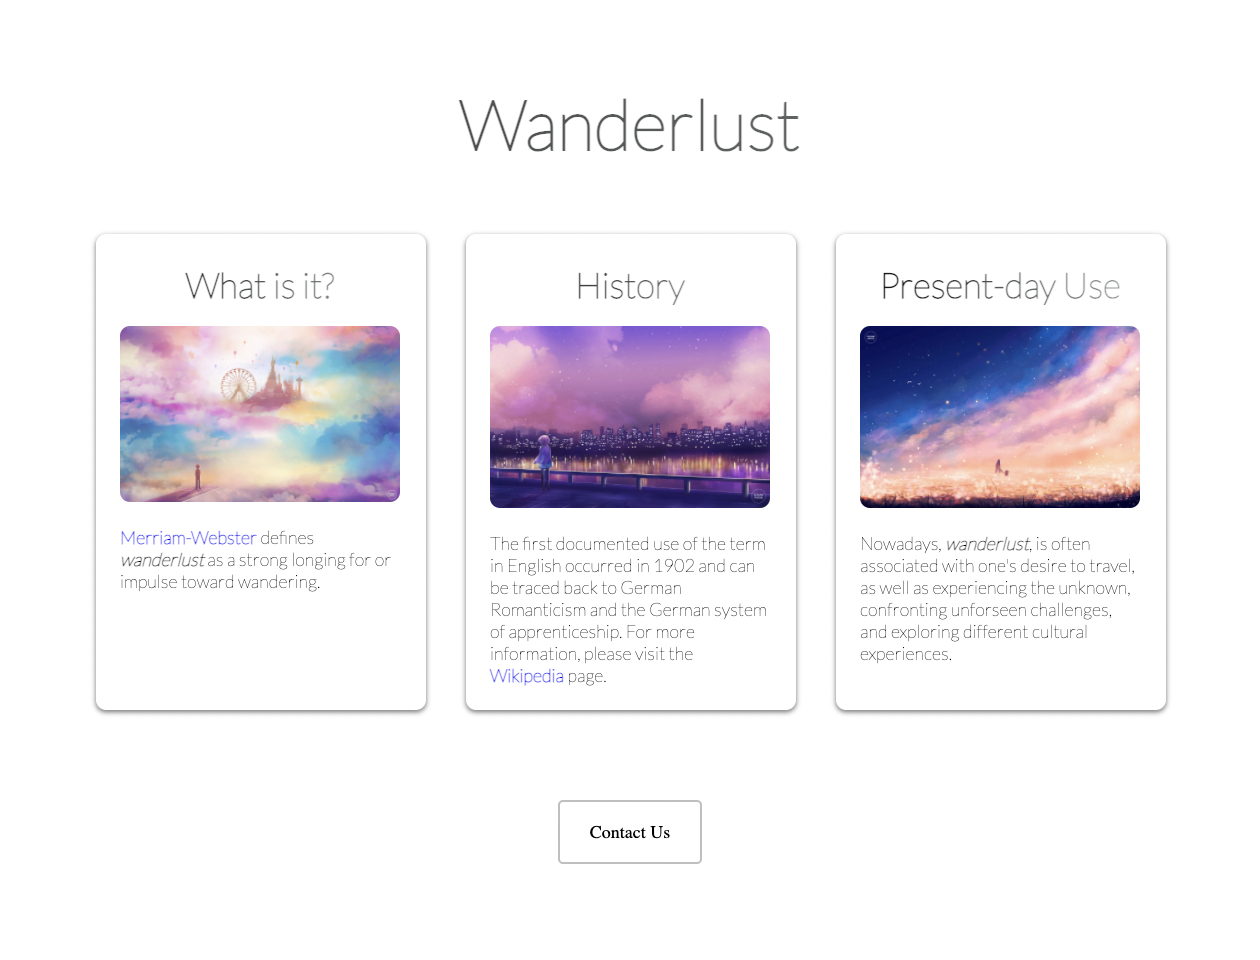 Wanderlust
What is it?
Merriam-Webster defines
wanderlust as a strong longing for or
impulse toward wandering.
History
The first documented use of the term
in English occurred in 1902 and can
be traced back to German
Romanticism and the German system
of apprenticeship. For more
information, please visit the
Wikipedia page.
Present-day Use
Nowadays, wanderlust, is often
associated with one's desire to travel,
as well as experiencing the unknown,
confronting unforseen challenges,
and exploring different cultural
experiences.
Contact Us